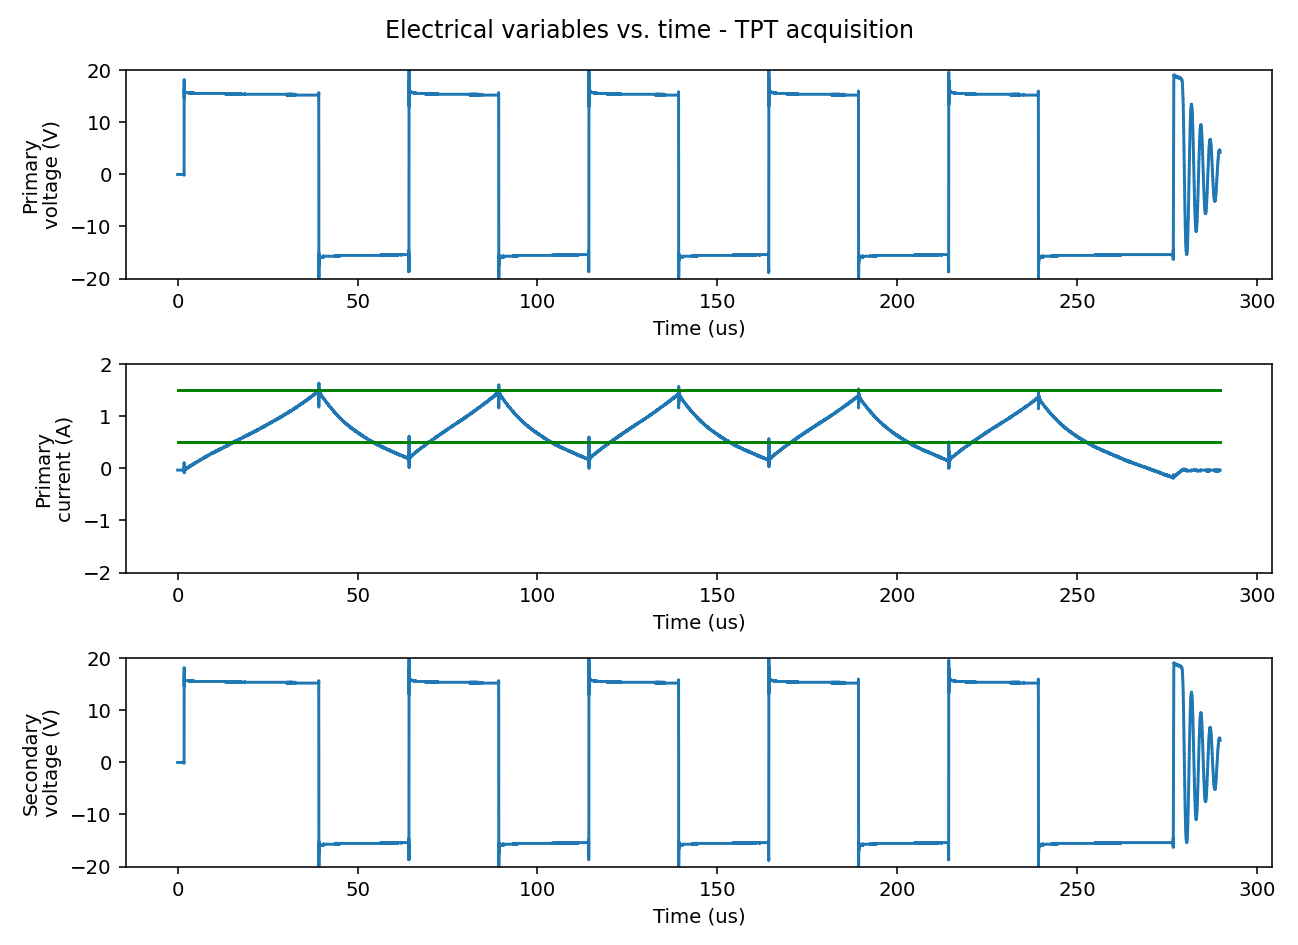 Electrical variables vs. time - TPT acquisition
Primary
voltage (V)
20
10
0
−10
−20
0 50 100 150 200 250 300
Time (us)
Primary
current (A)
2
1
0
−1
−2
0 50 100 150 200 250 300
Time (us)
Secondary
voltage (V)
20
10
0
−10
−20
0 50 100 150 200 250 300
Time (us)